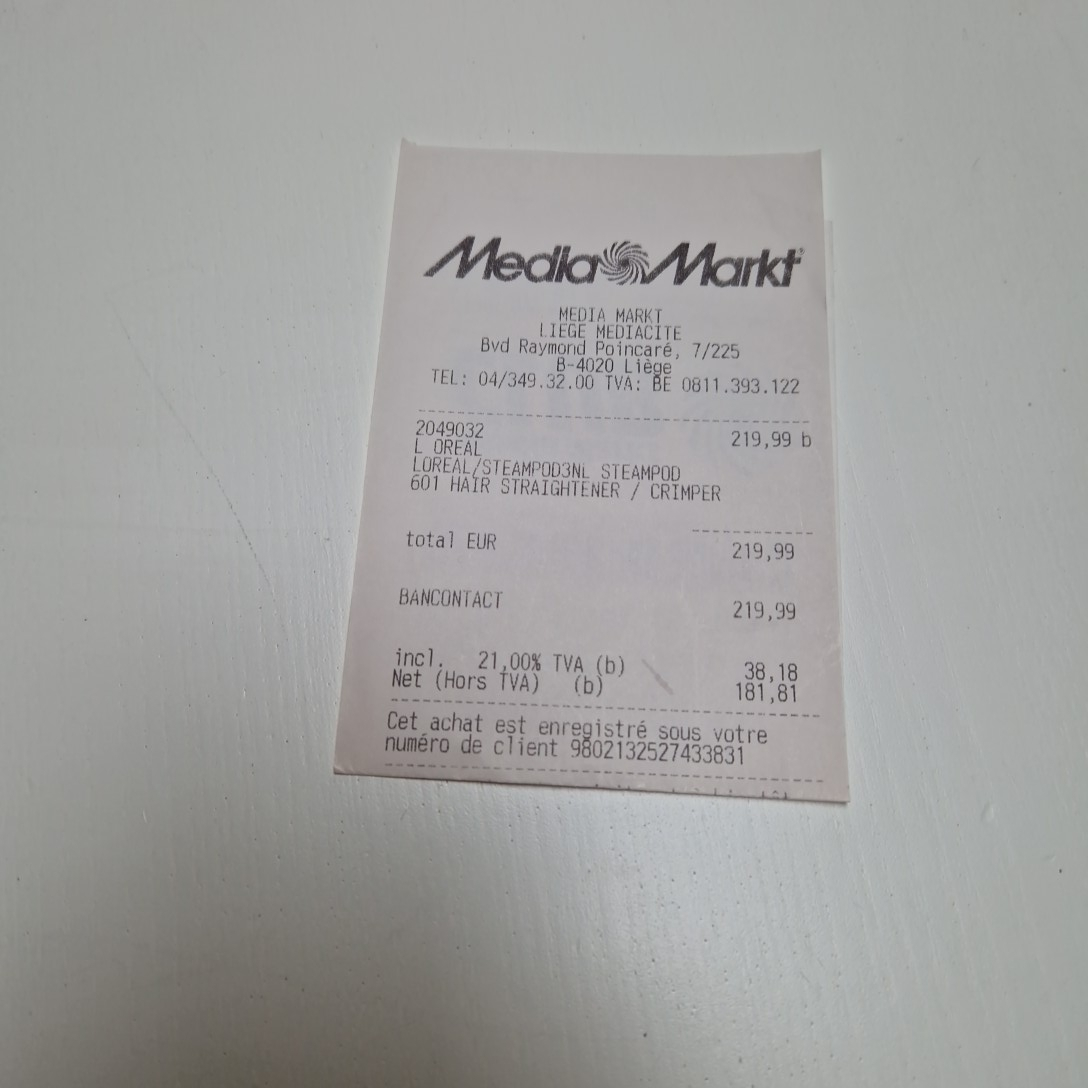 Media Markt
MEDIA MARKT
LIEGE MEDIACITE
Bvd Raymond Poincaré, 7/225
B-4020 Liège
TEL: 04/349.32.00 TVA: BE 0811.393.122
2049032 219,99 b
L OREAL
LOREAL/STEAMPOD3NL STEAMPOD
601 HAIR STRAIGHTENER / CRIMPER
total EUR 219,99
BANCONTACT 219,99
incl. 21,00% TVA (b) 38,18
Net (Hors TVA) (b) 181,81
Cet achat est enregistré sous votre
numéro de client 9802132527433831